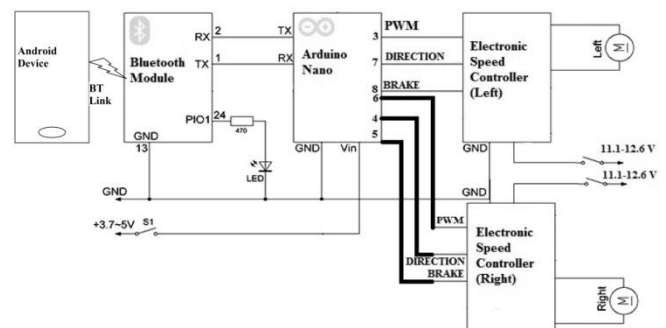 Android
Device
BT
Link
Bluetooth
Module
RX
2
TX
1
PIO1
24
GND
13
470
LED
TX
RX
Arduino
Nano
GND
Vin
PWM
3
DIRECTION
7
BRAKE
8
6
4
5
Electronic
Speed
Controller
(Left)
Left
M
11.1-12.6 V
11.1-12.6 V
GND
GND
+3.7~5V
S1
PWM
DIRECTION
BRAKE
Electronic
Speed
Controller
(Right)
Right
M